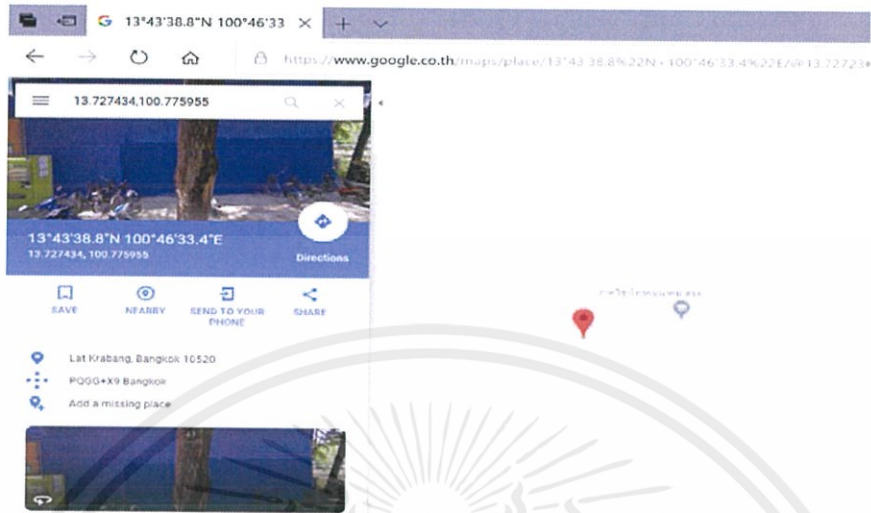 13°43'38.8"N 100°46'33
https://www.google.co.th/maps/place/13°43'38.8%22N+100°46'33.4%22E/@13.72723
13.727434,100.775955
13°43'38.8"N 100°46'33.4"E
13.727434, 100.775955
Directions
SAVE
NEARBY
SEND TO YOUR PHONE
SHARE
Lat Krabang, Bangkok 10520
PQGG+X9 Bangkok
Add a missing place